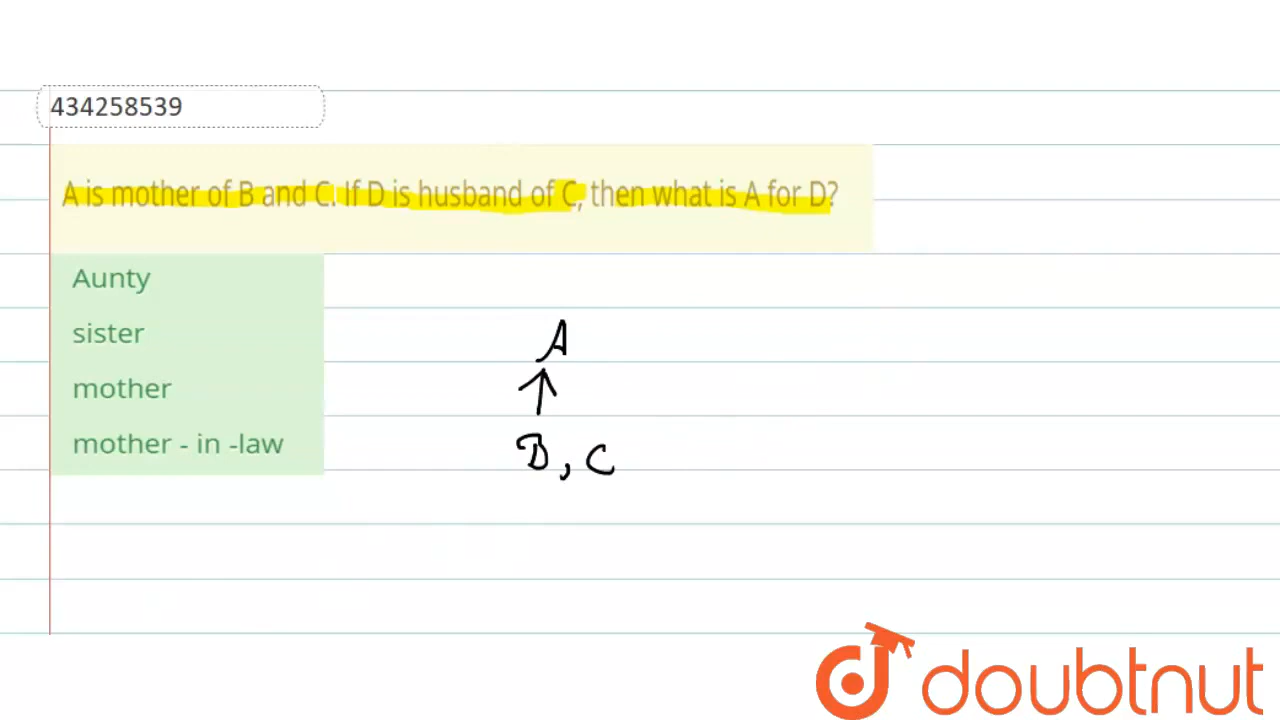 434258539
A is mother of B and C. If D is husband of C, then what is A for D?
Aunty
sister
mother
mother - in -law
A
B, C
doubtnut